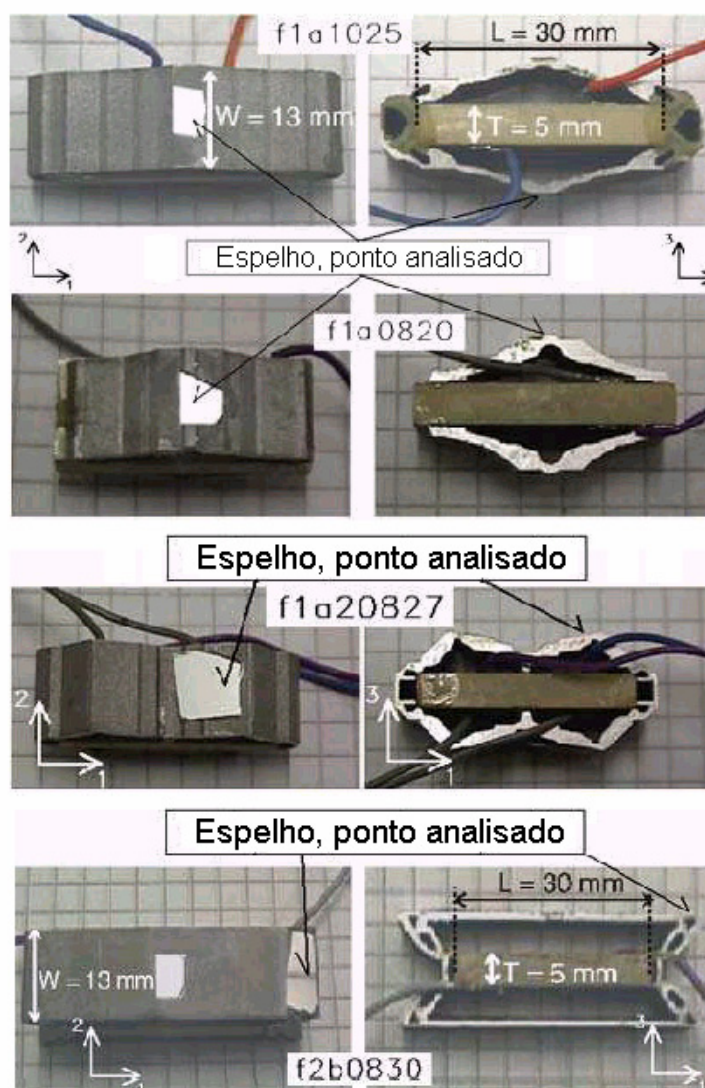 f1a1025
L = 30 mm
W = 13 mm
T = 5 mm
2
1
Espelho, ponto analisado
3
f1a0820
Espelho, ponto analisado
f1a20827
2
1
3
1
Espelho, ponto analisado
L = 30 mm
W = 13 mm
T - 5 mm
2
1
3
1
f2b0830